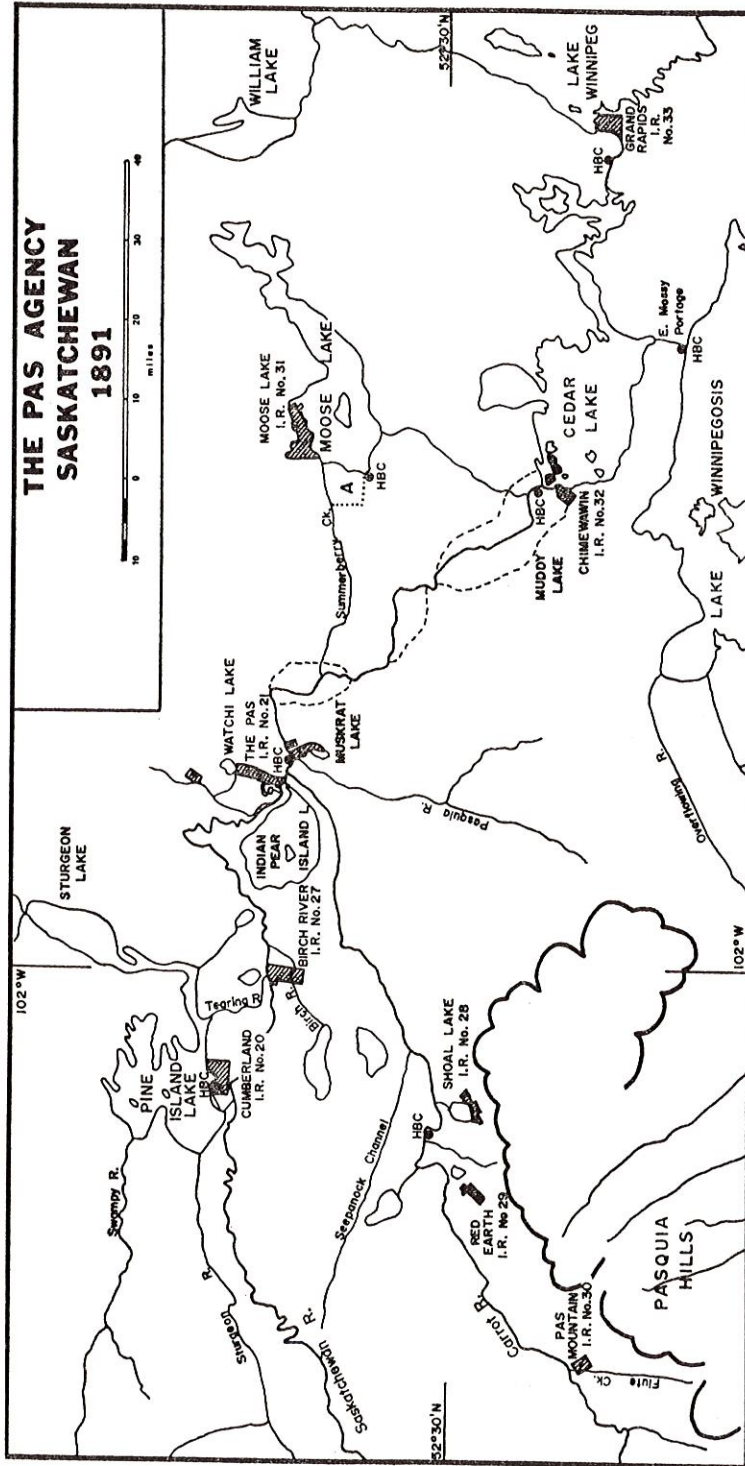 THE PAS AGENCY
SASKATCHEWAN
1891
10
0
10
20
30
40
miles
102°W
STURGEON
LAKE
WILLIAM
LAKE
Swampy R.
PINE
ISLAND
LAKE
HBC
CUMBERLAND
I.R. No.20
Tearing R.
Sturgeon R.
Saskatchewan R.
BIRCH RIVER
I.R. No.27
Birch R.
WATCHI LAKE
THE PAS
I.R. No.21
HBC
INDIAN
PEAR
ISLAND L.
MUSKRAT
LAKE
Summerberry Ck.
MOOSE LAKE
I.R. No.31
MOOSE LAKE
A
HBC
Seepanock Channel
Pasquia R.
52°30'N
52°30'N
HBC
SHOAL LAKE
I.R. No.28
RED
EARTH
I.R. No 29
Carrot R.
PAS
MOUNTAIN
I.R. No.30
Flute Ck.
PASQUIA
HILLS
HBC
MUDDY
LAKE
CEDAR
LAKE
CHIMEWAWIN
I.R. No.32
LAKE
WINNIPEG
HBC
GRAND
RAPIDS
I.R.
No.33
E. Mossy
Portage
HBC
Overflowing R.
LAKE WINNIPEGOSIS
102°W